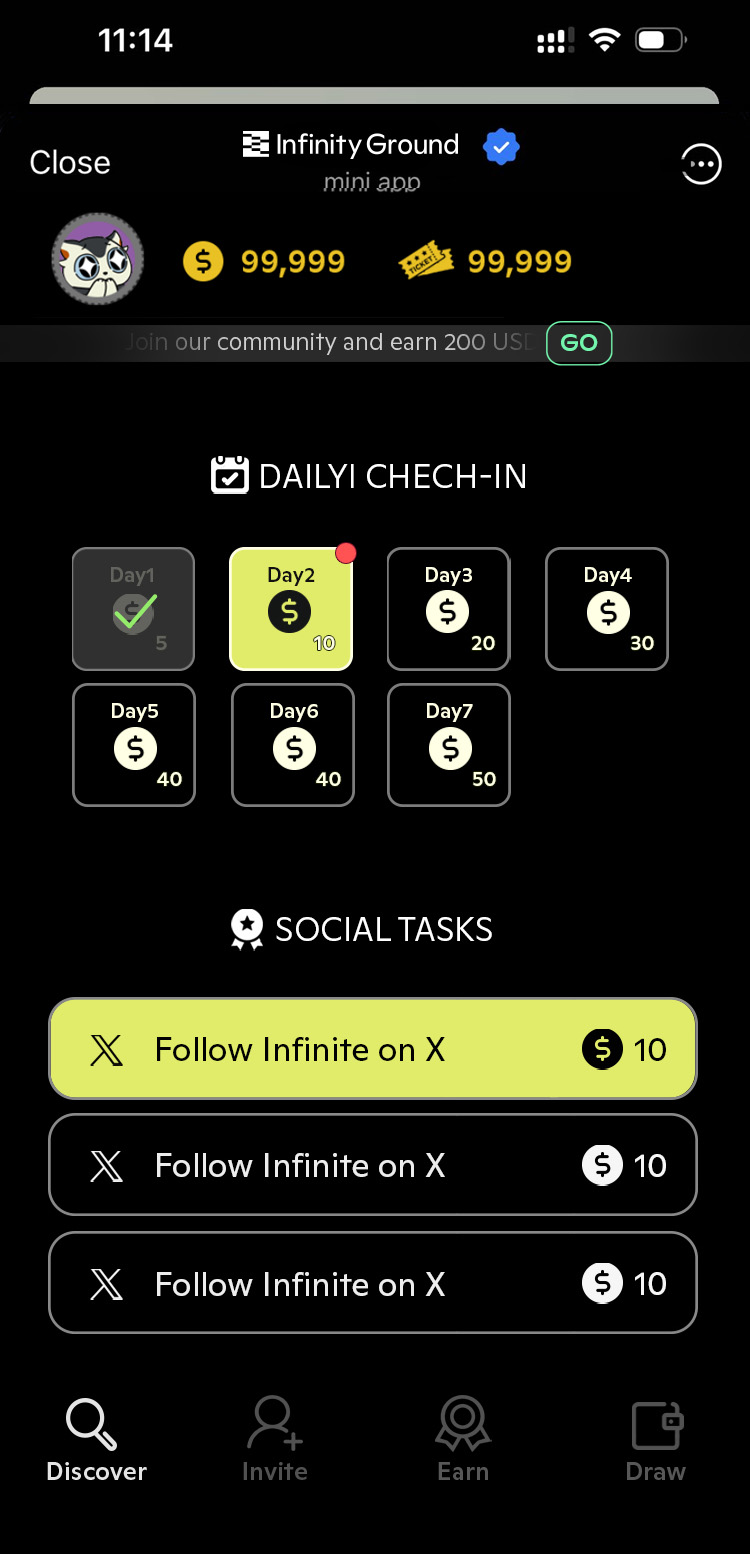 11:14
Close
Infinity Ground
mini app
99,999
TICKET
99,999
Join our community and earn 200 USD
GO
DAILYI CHECH-IN
Day1
5
Day2
10
Day3
20
Day4
30
Day5
40
Day6
40
Day7
50
SOCIAL TASKS
Follow Infinite on X
10
Follow Infinite on X
10
Follow Infinite on X
10
Discover
Invite
Earn
Draw